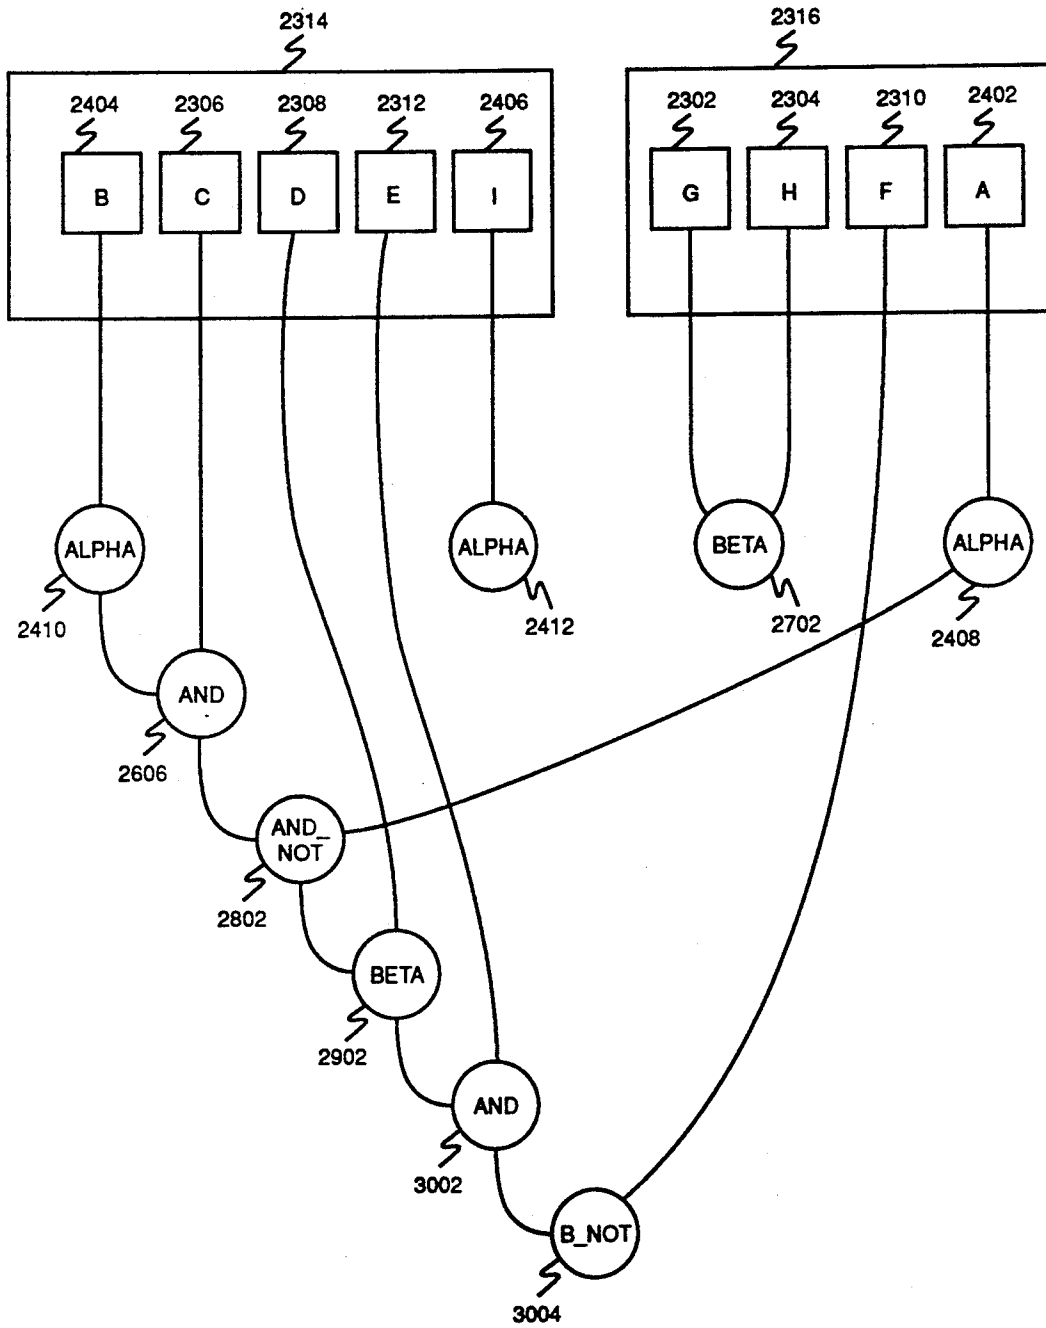 2314
2316
2404 2306 2308 2312 2406
2302 2304 2310 2402
B C D E I
G H F A
ALPHA
ALPHA
BETA
ALPHA
2410
2412
2702
2408
AND
2606
AND_
NOT
2802
BETA
2902
AND
3002
B_NOT
3004